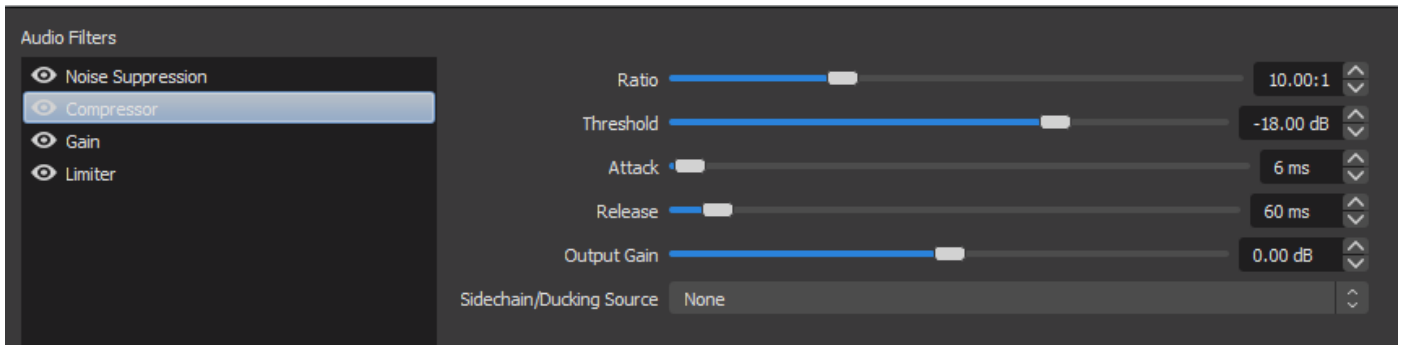 Audio Filters
Noise Suppression
Compressor
Gain
Limiter
Ratio 10.00:1
Threshold -18.00 dB
Attack 6 ms
Release 60 ms
Output Gain 0.00 dB
Sidechain/Ducking Source None